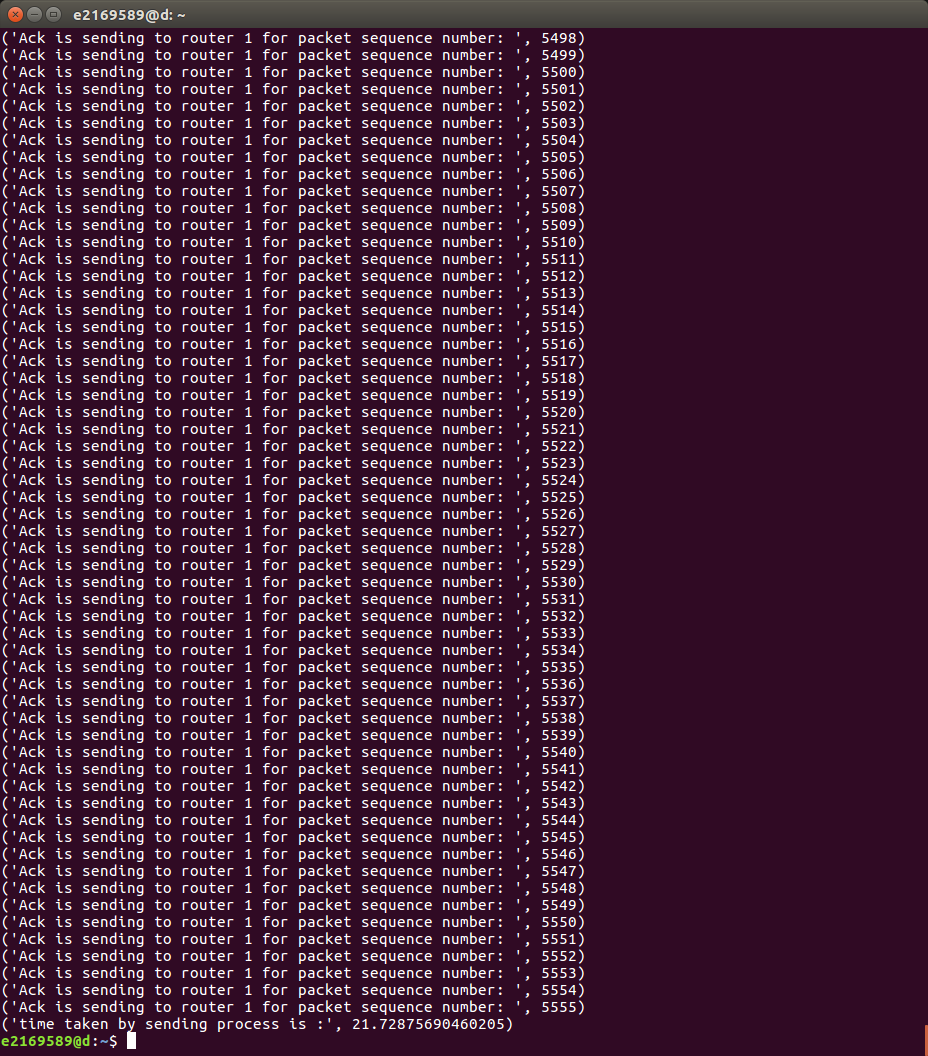 e2169589@d: ~
('Ack is sending to router 1 for packet sequence number: ', 5498)
('Ack is sending to router 1 for packet sequence number: ', 5499)
('Ack is sending to router 1 for packet sequence number: ', 5500)
('Ack is sending to router 1 for packet sequence number: ', 5501)
('Ack is sending to router 1 for packet sequence number: ', 5502)
('Ack is sending to router 1 for packet sequence number: ', 5503)
('Ack is sending to router 1 for packet sequence number: ', 5504)
('Ack is sending to router 1 for packet sequence number: ', 5505)
('Ack is sending to router 1 for packet sequence number: ', 5506)
('Ack is sending to router 1 for packet sequence number: ', 5507)
('Ack is sending to router 1 for packet sequence number: ', 5508)
('Ack is sending to router 1 for packet sequence number: ', 5509)
('Ack is sending to router 1 for packet sequence number: ', 5510)
('Ack is sending to router 1 for packet sequence number: ', 5511)
('Ack is sending to router 1 for packet sequence number: ', 5512)
('Ack is sending to router 1 for packet sequence number: ', 5513)
('Ack is sending to router 1 for packet sequence number: ', 5514)
('Ack is sending to router 1 for packet sequence number: ', 5515)
('Ack is sending to router 1 for packet sequence number: ', 5516)
('Ack is sending to router 1 for packet sequence number: ', 5517)
('Ack is sending to router 1 for packet sequence number: ', 5518)
('Ack is sending to router 1 for packet sequence number: ', 5519)
('Ack is sending to router 1 for packet sequence number: ', 5520)
('Ack is sending to router 1 for packet sequence number: ', 5521)
('Ack is sending to router 1 for packet sequence number: ', 5522)
('Ack is sending to router 1 for packet sequence number: ', 5523)
('Ack is sending to router 1 for packet sequence number: ', 5524)
('Ack is sending to router 1 for packet sequence number: ', 5525)
('Ack is sending to router 1 for packet sequence number: ', 5526)
('Ack is sending to router 1 for packet sequence number: ', 5527)
('Ack is sending to router 1 for packet sequence number: ', 5528)
('Ack is sending to router 1 for packet sequence number: ', 5529)
('Ack is sending to router 1 for packet sequence number: ', 5530)
('Ack is sending to router 1 for packet sequence number: ', 5531)
('Ack is sending to router 1 for packet sequence number: ', 5532)
('Ack is sending to router 1 for packet sequence number: ', 5533)
('Ack is sending to router 1 for packet sequence number: ', 5534)
('Ack is sending to router 1 for packet sequence number: ', 5535)
('Ack is sending to router 1 for packet sequence number: ', 5536)
('Ack is sending to router 1 for packet sequence number: ', 5537)
('Ack is sending to router 1 for packet sequence number: ', 5538)
('Ack is sending to router 1 for packet sequence number: ', 5539)
('Ack is sending to router 1 for packet sequence number: ', 5540)
('Ack is sending to router 1 for packet sequence number: ', 5541)
('Ack is sending to router 1 for packet sequence number: ', 5542)
('Ack is sending to router 1 for packet sequence number: ', 5543)
('Ack is sending to router 1 for packet sequence number: ', 5544)
('Ack is sending to router 1 for packet sequence number: ', 5545)
('Ack is sending to router 1 for packet sequence number: ', 5546)
('Ack is sending to router 1 for packet sequence number: ', 5547)
('Ack is sending to router 1 for packet sequence number: ', 5548)
('Ack is sending to router 1 for packet sequence number: ', 5549)
('Ack is sending to router 1 for packet sequence number: ', 5550)
('Ack is sending to router 1 for packet sequence number: ', 5551)
('Ack is sending to router 1 for packet sequence number: ', 5552)
('Ack is sending to router 1 for packet sequence number: ', 5553)
('Ack is sending to router 1 for packet sequence number: ', 5554)
('Ack is sending to router 1 for packet sequence number: ', 5555)
('time taken by sending process is :', 21.72875690460205)
e2169589@d:~$